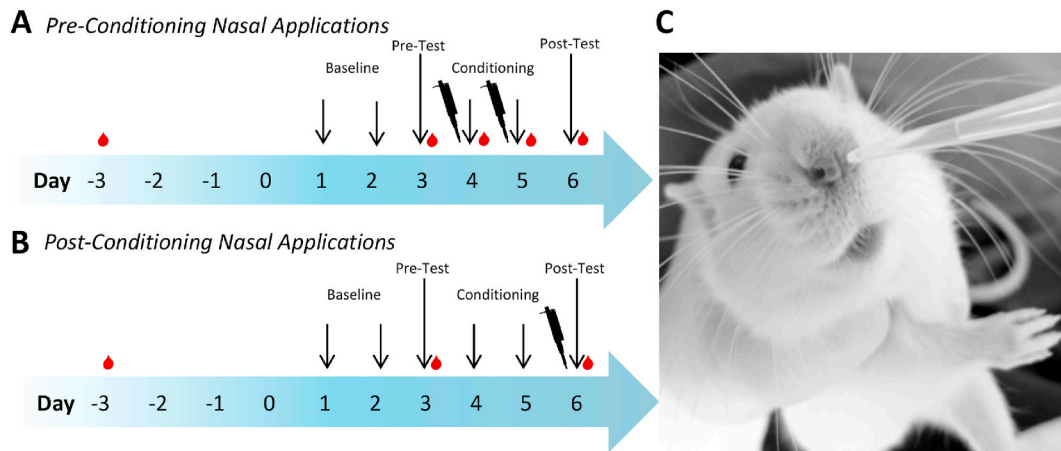 A Pre-Conditioning Nasal Applications
Pre-Test
Post-Test
Baseline
Conditioning
Day -3 -2 -1 0 1 2 3 4 5 6
B Post-Conditioning Nasal Applications
Pre-Test
Post-Test
Baseline
Conditioning
Day -3 -2 -1 0 1 2 3 4 5 6
C